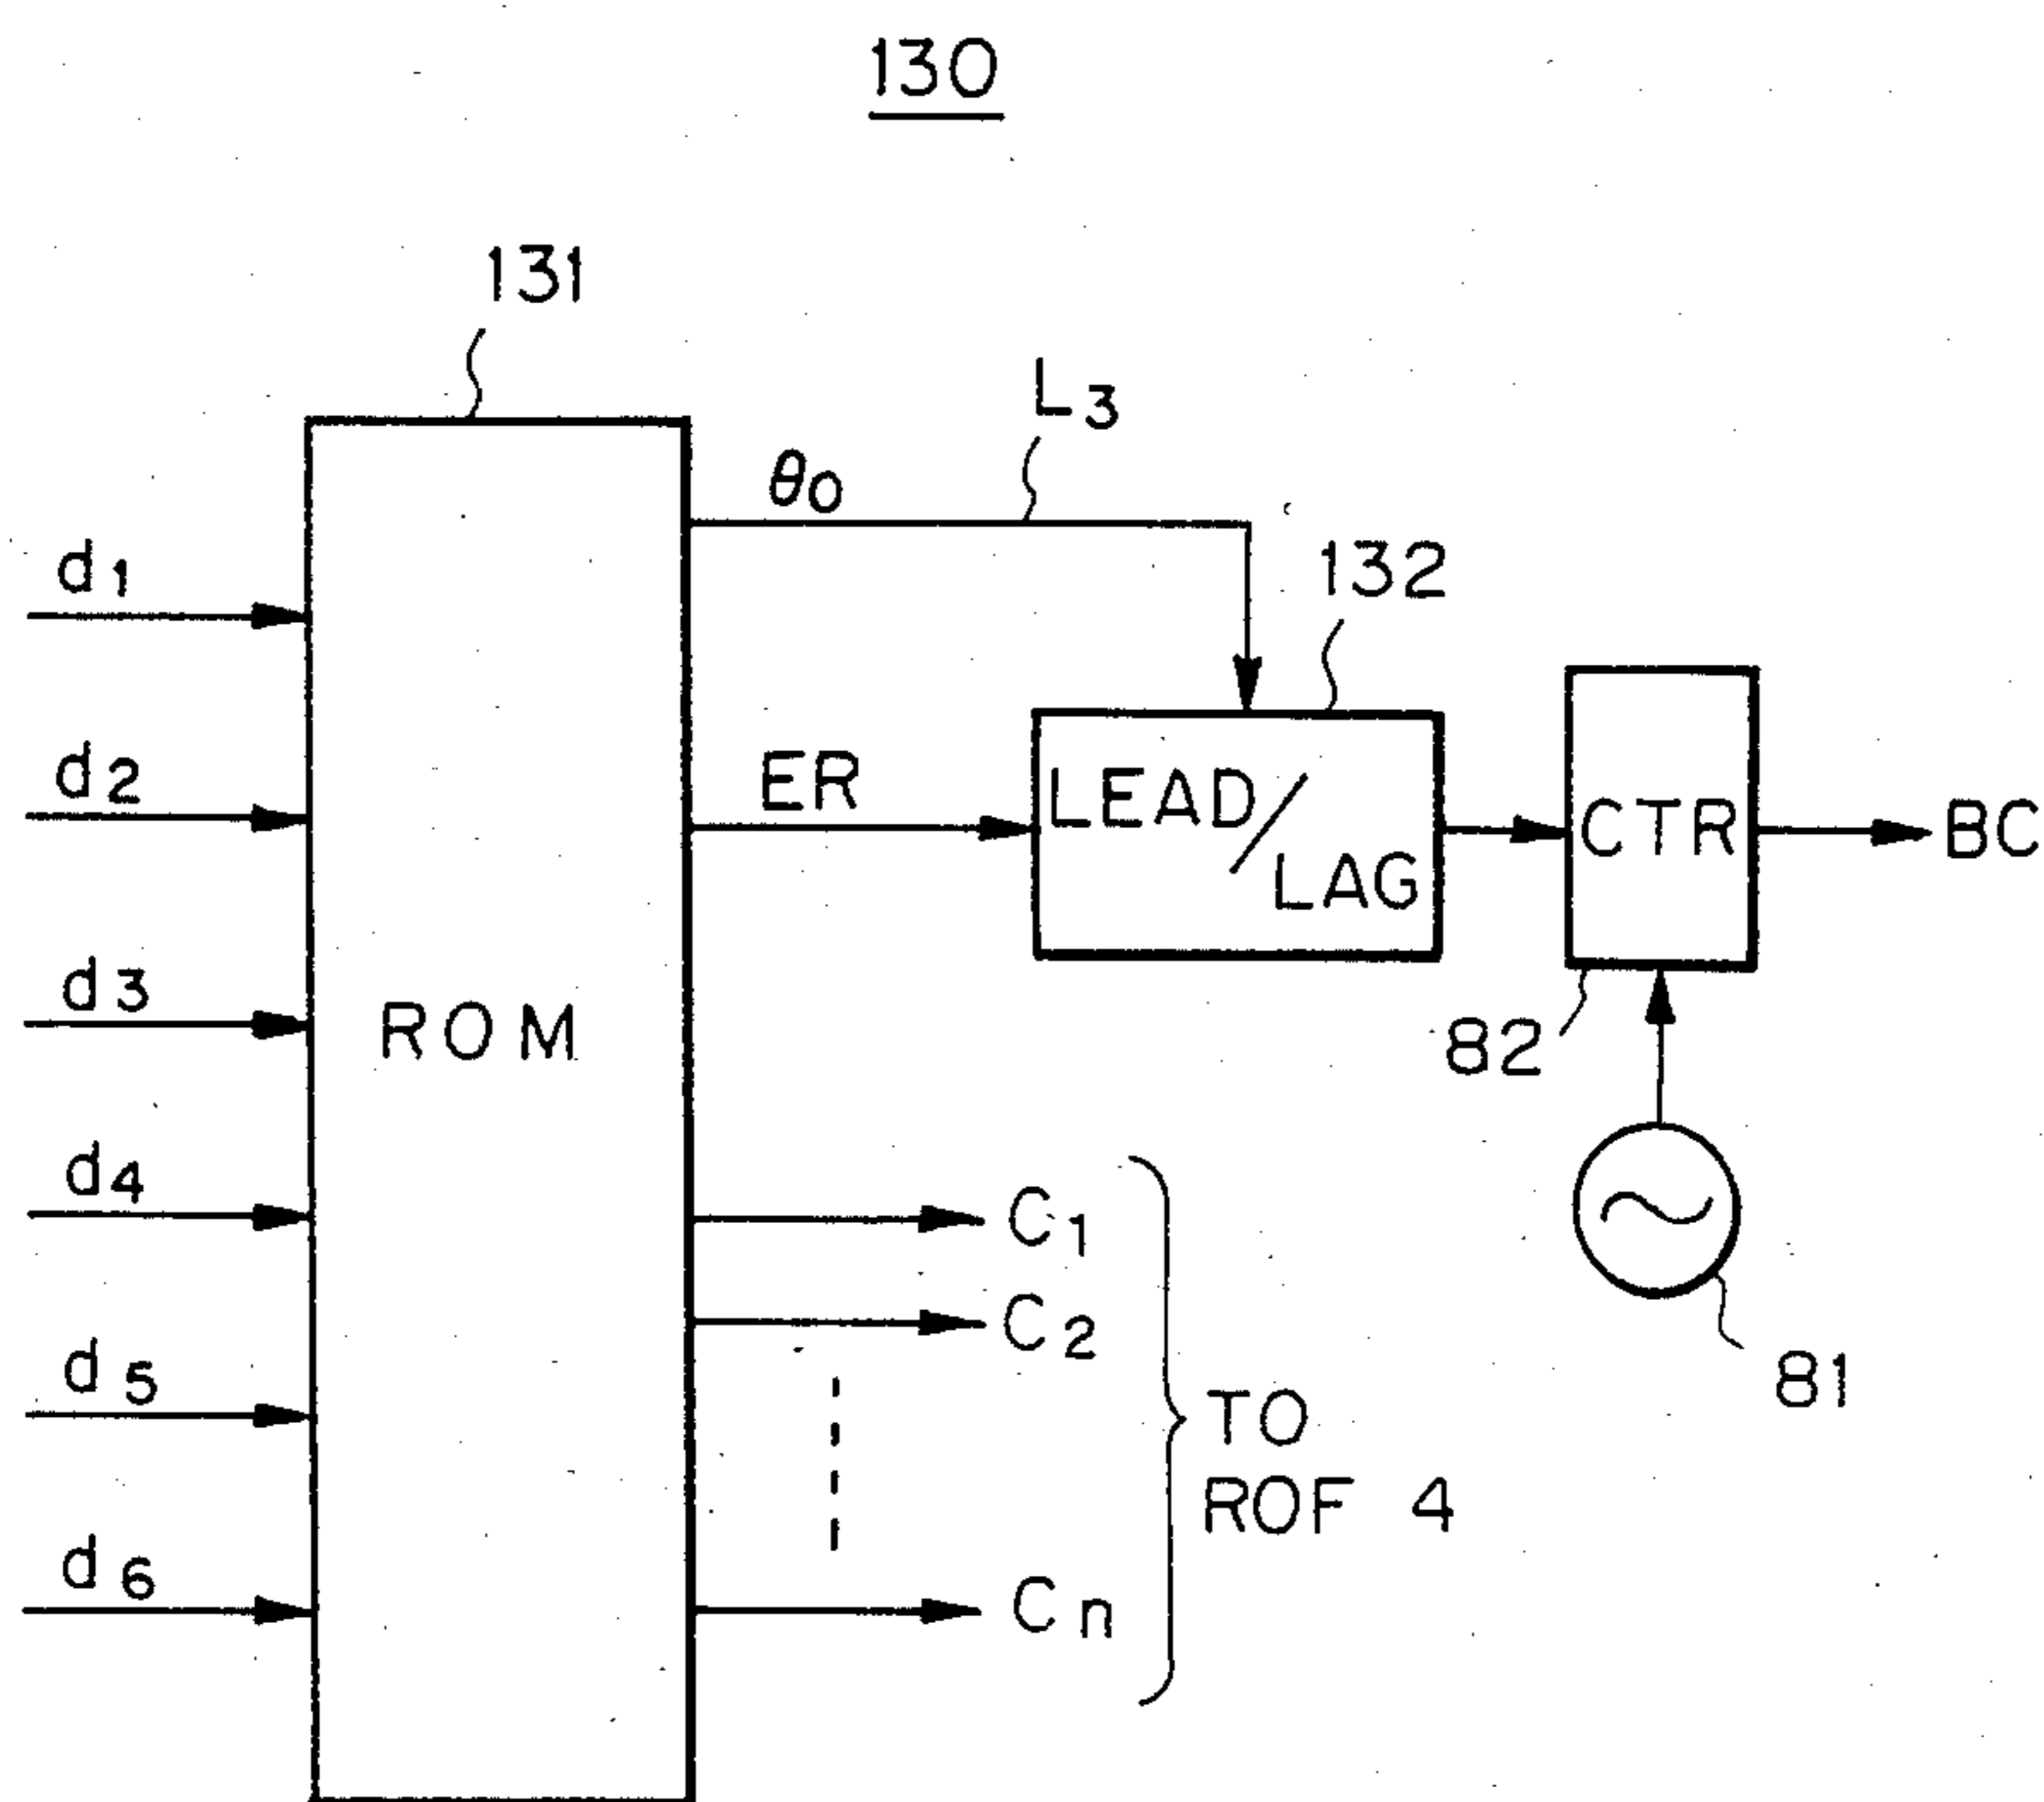 130
131
L3
θ0
132
d1
d2
ER
LEAD/
LAG
CTR
BC
d3
ROM
82
d4
C1
C2
81
d5
TO
ROF 4
d6
Cn